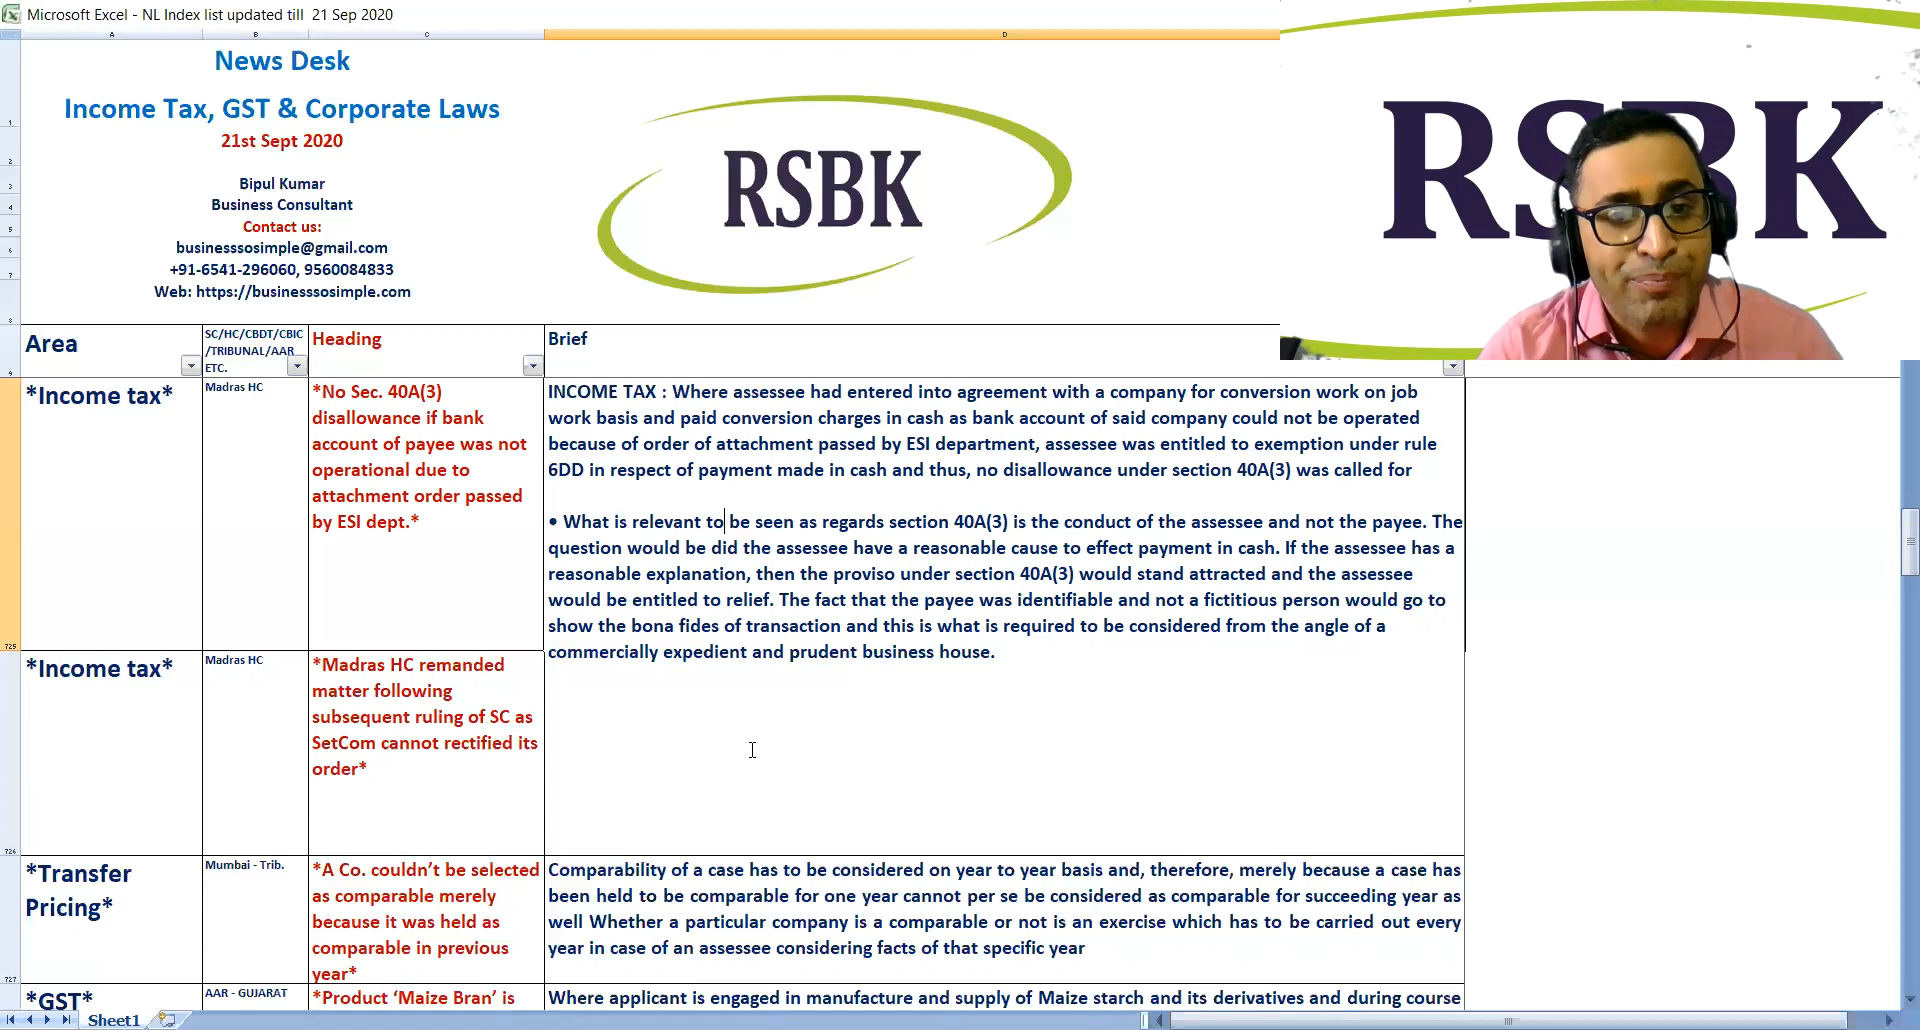 Microsoft Excel - NL Index list updated till  21 Sep 2020
A
B
C
D
News Desk
Income Tax, GST & Corporate Laws
21st Sept 2020
Bipul Kumar
Business Consultant
Contact us:
businesssosimple@gmail.com
+91-6541-296060, 9560084833
Web: https://businesssosimple.com
RSBK
RSBK
1
2
3
4
5
6
7
8
9
Area
SC/HC/CBDT/CBIC
/TRIBUNAL/AAR
ETC.
Heading
Brief
*Income tax*
Madras HC
*No Sec. 40A(3)
disallowance if bank
account of payee was not
operational due to
attachment order passed
by ESI dept.*
INCOME TAX : Where assessee had entered into agreement with a company for conversion work on job
work basis and paid conversion charges in cash as bank account of said company could not be operated
because of order of attachment passed by ESI department, assessee was entitled to exemption under rule
6DD in respect of payment made in cash and thus, no disallowance under section 40A(3) was called for
• What is relevant to be seen as regards section 40A(3) is the conduct of the assessee and not the payee. The
question would be did the assessee have a reasonable cause to effect payment in cash. If the assessee has a
reasonable explanation, then the proviso under section 40A(3) would stand attracted and the assessee
would be entitled to relief. The fact that the payee was identifiable and not a fictitious person would go to
show the bona fides of transaction and this is what is required to be considered from the angle of a
commercially expedient and prudent business house.
725
*Income tax*
Madras HC
*Madras HC remanded
matter following
subsequent ruling of SC as
SetCom cannot rectified its
order*
726
*Transfer
Pricing*
Mumbai - Trib.
*A Co. couldn’t be selected
as comparable merely
because it was held as
comparable in previous
year*
Comparability of a case has to be considered on year to year basis and, therefore, merely because a case has
been held to be comparable for one year cannot per se be considered as comparable for succeeding year as
well Whether a particular company is a comparable or not is an exercise which has to be carried out every
year in case of an assessee considering facts of that specific year
727
*GST*
AAR - GUJARAT
*Product ‘Maize Bran’ is
Where applicant is engaged in manufacture and supply of Maize starch and its derivatives and during course
Sheet1